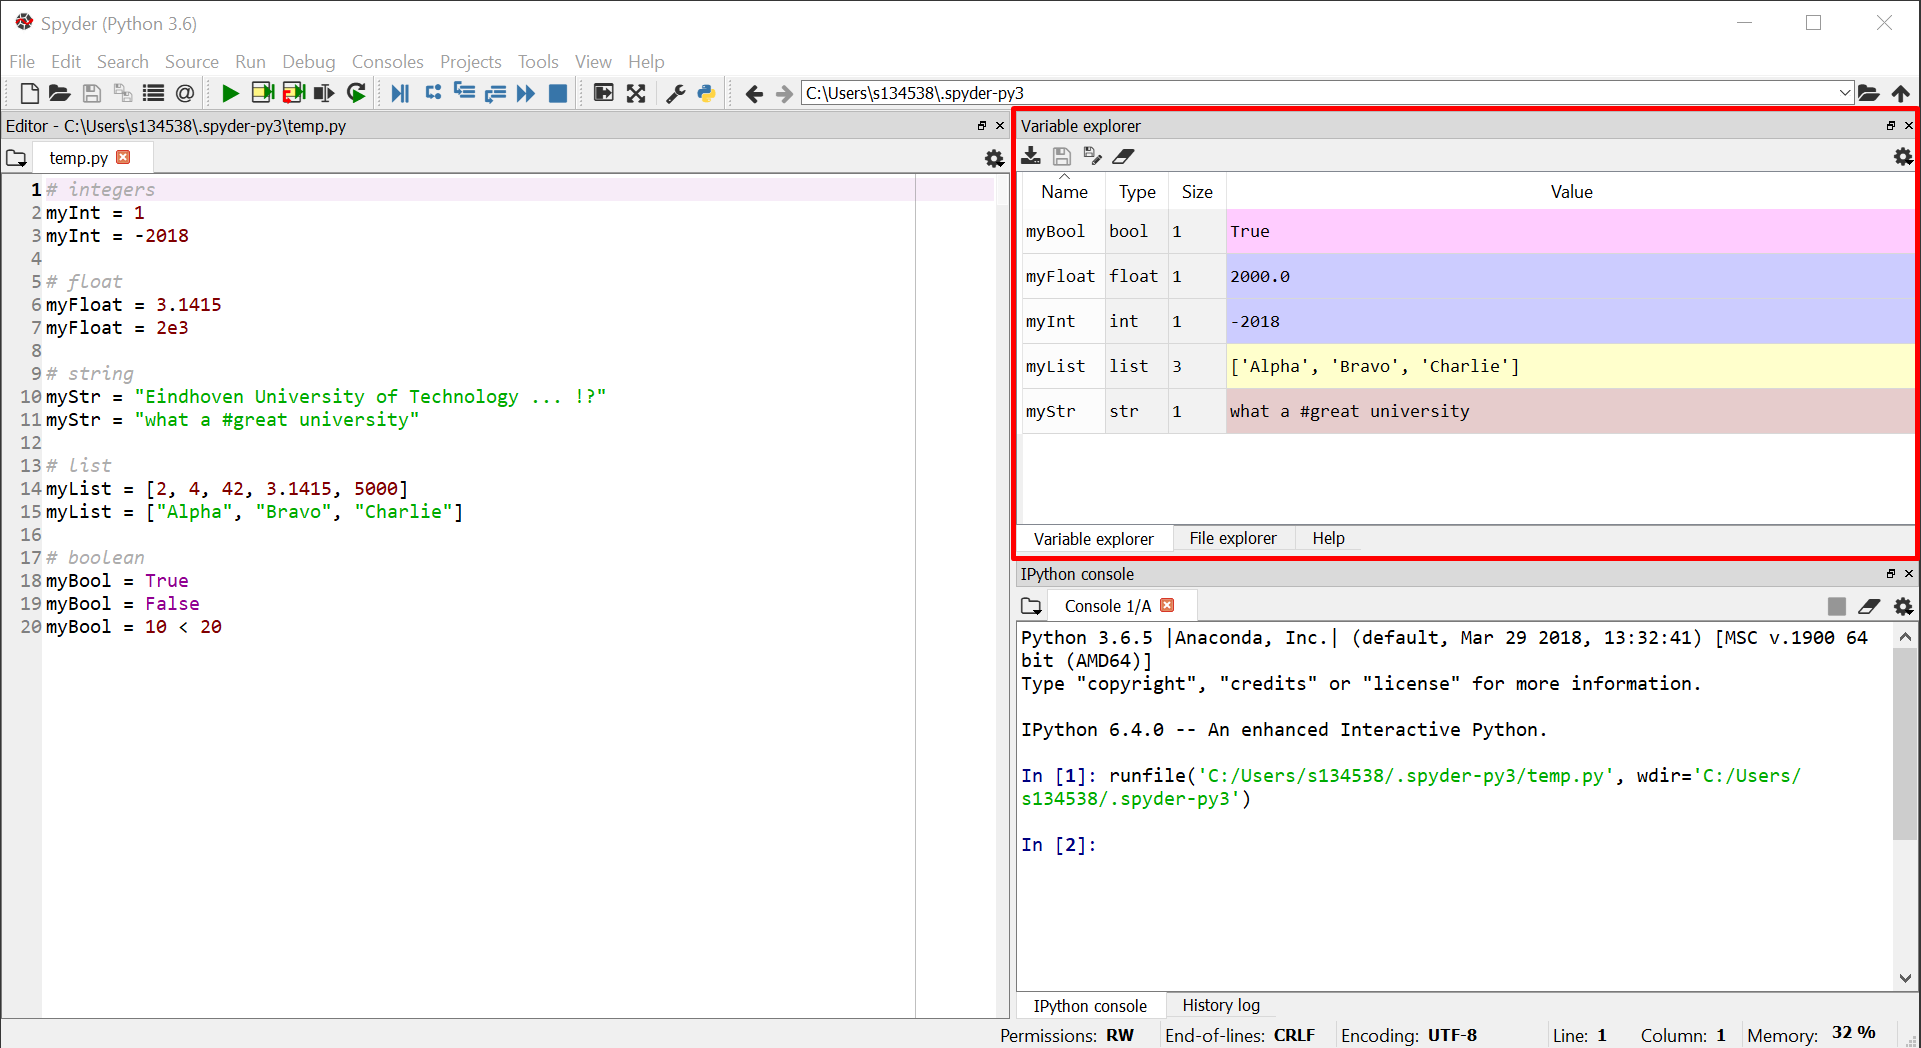 Spyder (Python 3.6)
File Edit Search Source Run Debug Consoles Projects Tools View Help
C:\Users\s134538\.spyder-py3
Editor - C:\Users\s134538\.spyder-py3\temp.py
temp.py
1 # integers
2 myInt = 1
3 myInt = -2018
4
5 # float
6 myFloat = 3.1415
7 myFloat = 2e3
8
9 # string
10 myStr = "Eindhoven University of Technology ... !?"
11 myStr = "what a #great university"
12
13 # list
14 myList = [2, 4, 42, 3.1415, 5000]
15 myList = ["Alpha", "Bravo", "Charlie"]
16
17 # boolean
18 myBool = True
19 myBool = False
20 myBool = 10 < 20
Variable explorer
Name Type Size Value
myBool bool 1 True
myFloat float 1 2000.0
myInt int 1 -2018
myList list 3 ['Alpha', 'Bravo', 'Charlie']
myStr str 1 what a #great university
Variable explorer File explorer Help
IPython console
Console 1/A
Python 3.6.5 |Anaconda, Inc.| (default, Mar 29 2018, 13:32:41) [MSC v.1900 64
bit (AMD64)]
Type "copyright", "credits" or "license" for more information.
IPython 6.4.0 -- An enhanced Interactive Python.
In [1]: runfile('C:/Users/s134538/.spyder-py3/temp.py', wdir='C:/Users/
s134538/.spyder-py3')
In [2]:
IPython console History log
Permissions: RW End-of-lines: CRLF Encoding: UTF-8 Line: 1 Column: 1 Memory: 32 %